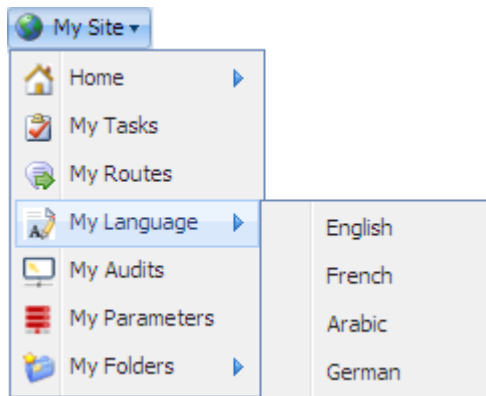 My Site
Home
My Tasks
My Routes
My Language
My Audits
My Parameters
My Folders
English
French
Arabic
German